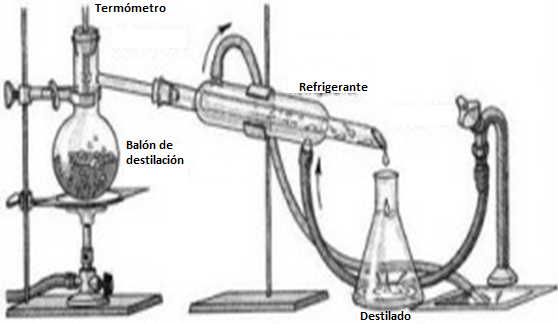 Termómetro
Refrigerante
Balón de
destilación
Destilado